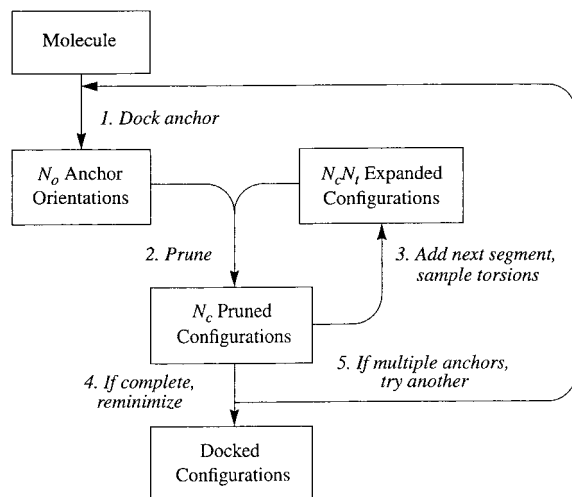 Molecule
1. Dock anchor
N_o Anchor
Orientations
N_cN_t Expanded
Configurations
2. Prune
3. Add next segment,
sample torsions
N_c Pruned
Configurations
4. If complete,
reminimize
5. If multiple anchors,
try another
Docked
Configurations